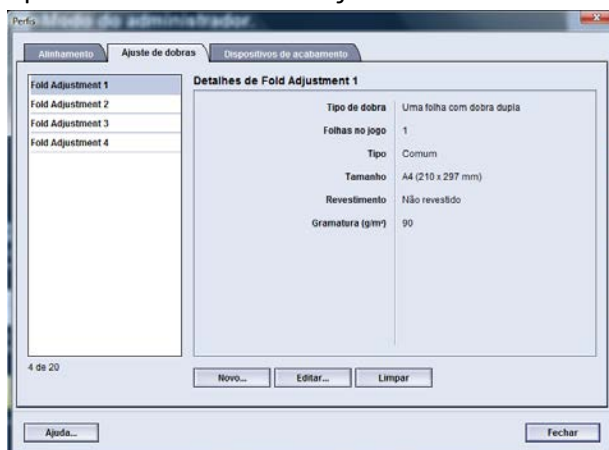 Modo do administrador.
Perfis
Alinhamento
Ajuste de dobras
Dispositivos de acabamento
Fold Adjustment 1
Fold Adjustment 2
Fold Adjustment 3
Fold Adjustment 4
4 de 20
Detalhes de Fold Adjustment 1
Tipo de dobra Uma folha com dobra dupla
Folhas no jogo 1
Tipo Comum
Tamanho A4 (210 x 297 mm)
Revestimento Não revestido
Gramatura (g/m²) 90
Novo... Editar... Limpar
Ajuda... Fechar